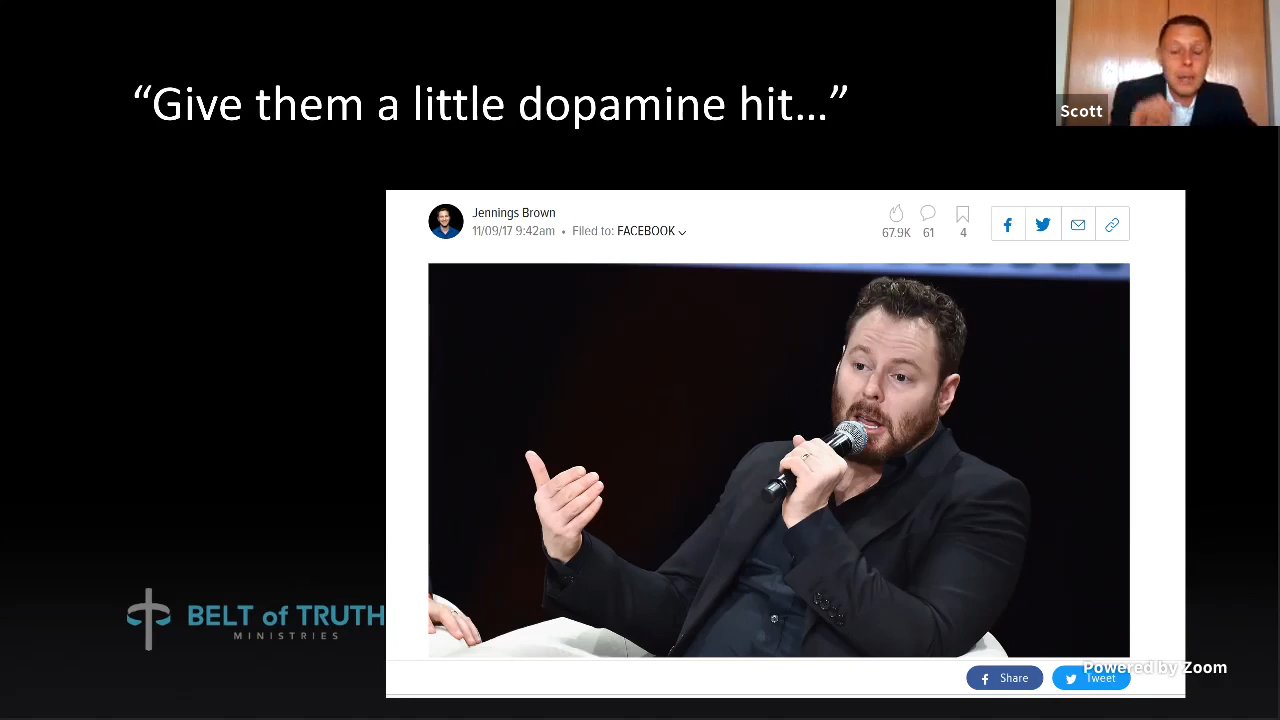 “Give them a little dopamine hit…”
Scott
Jennings Brown
11/09/17 9:42am • Filed to: FACEBOOK
67.9K 61 4
BELT of TRUTH
MINISTRIES
Share Tweet
Powered by Zoom